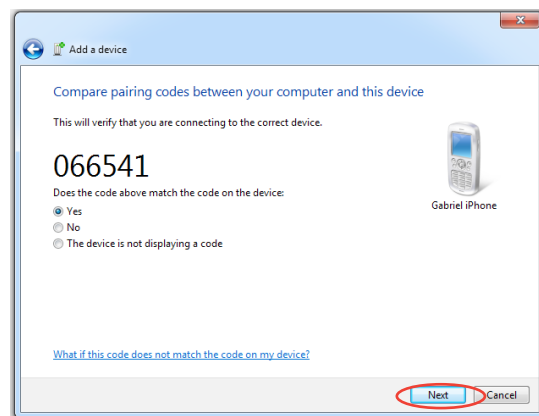 Add a device
Compare pairing codes between your computer and this device
This will verify that you are connecting to the correct device.
066541
Does the code above match the code on the device:
Yes
No
The device is not displaying a code
Gabriel iPhone
What if this code does not match the code on my device?
Next
Cancel